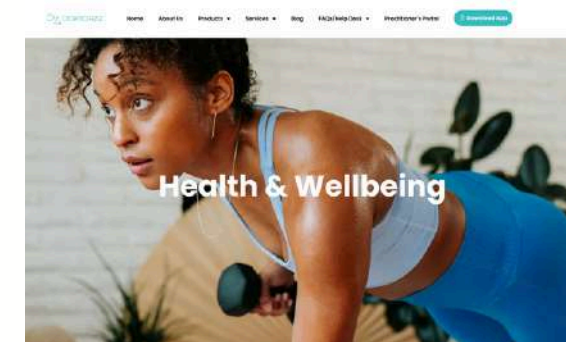 Home About Us Products Services Blog FAQs/Help Desk Practitioner's Portal Download App
Health & Wellbeing